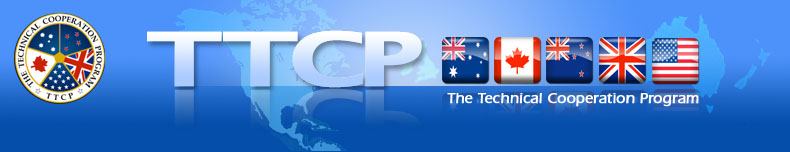 THE TECHNICAL COOPERATION PROGRAM
TTCP
TTCP
The Technical Cooperation Program